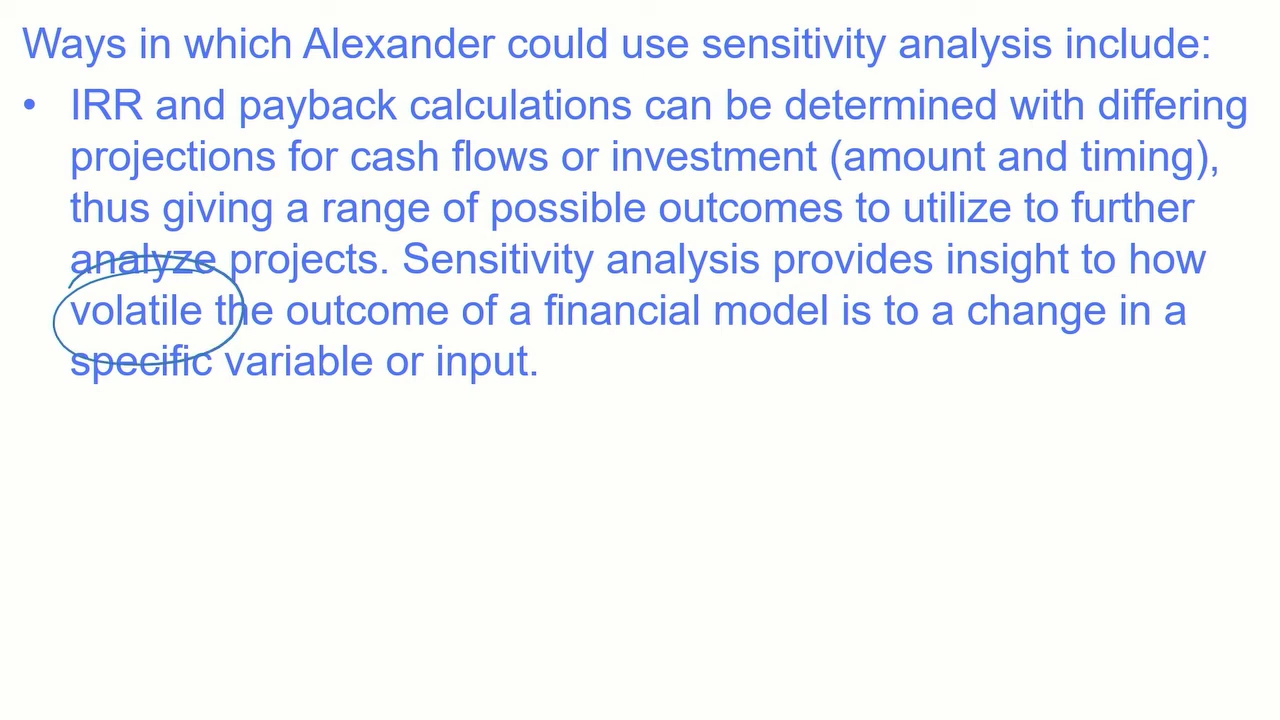 Ways in which Alexander could use sensitivity analysis include:
• IRR and payback calculations can be determined with differing
projections for cash flows or investment (amount and timing),
thus giving a range of possible outcomes to utilize to further
analyze projects. Sensitivity analysis provides insight to how
volatile the outcome of a financial model is to a change in a
specific variable or input.